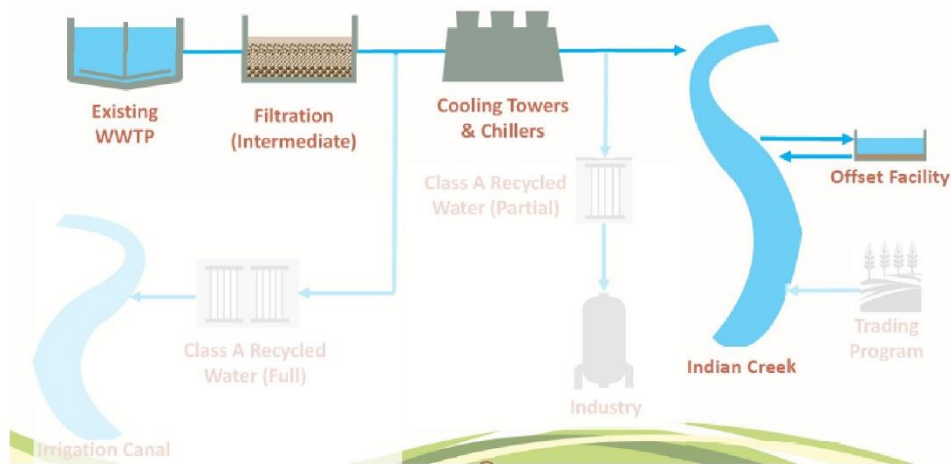 Existing
WWTP
Filtration
(Intermediate)
Cooling Towers
& Chillers
Class A Recycled
Water (Partial)
Offset Facility
Class A Recycled
Water (Full)
Trading
Program
Indian Creek
Industry
Irrigation Canal